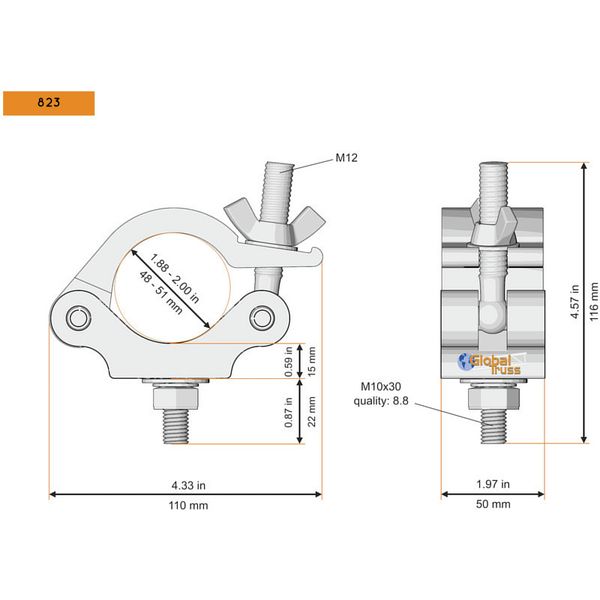 823
M12
1.88 - 2.00 in
48 - 51 mm
0.59 in
15 mm
0.87 in
22 mm
4.33 in
110 mm
4.57 in
116 mm
Global
Truss
M10x30
quality: 8.8
1.97 in
50 mm